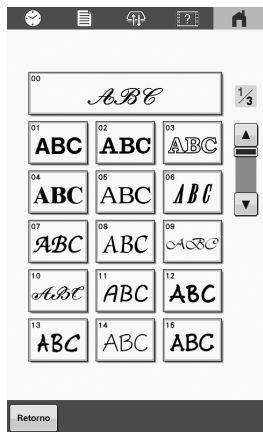 ?
00
ABC
1/3
01 02 03
ABC ABC ABC
04 05 06
ABC ABC ABC
07 08 09
ABC ABC ABC
10 11 12
ABC ABC ABC
13 14 15
ABC ABC ABC
Retorno